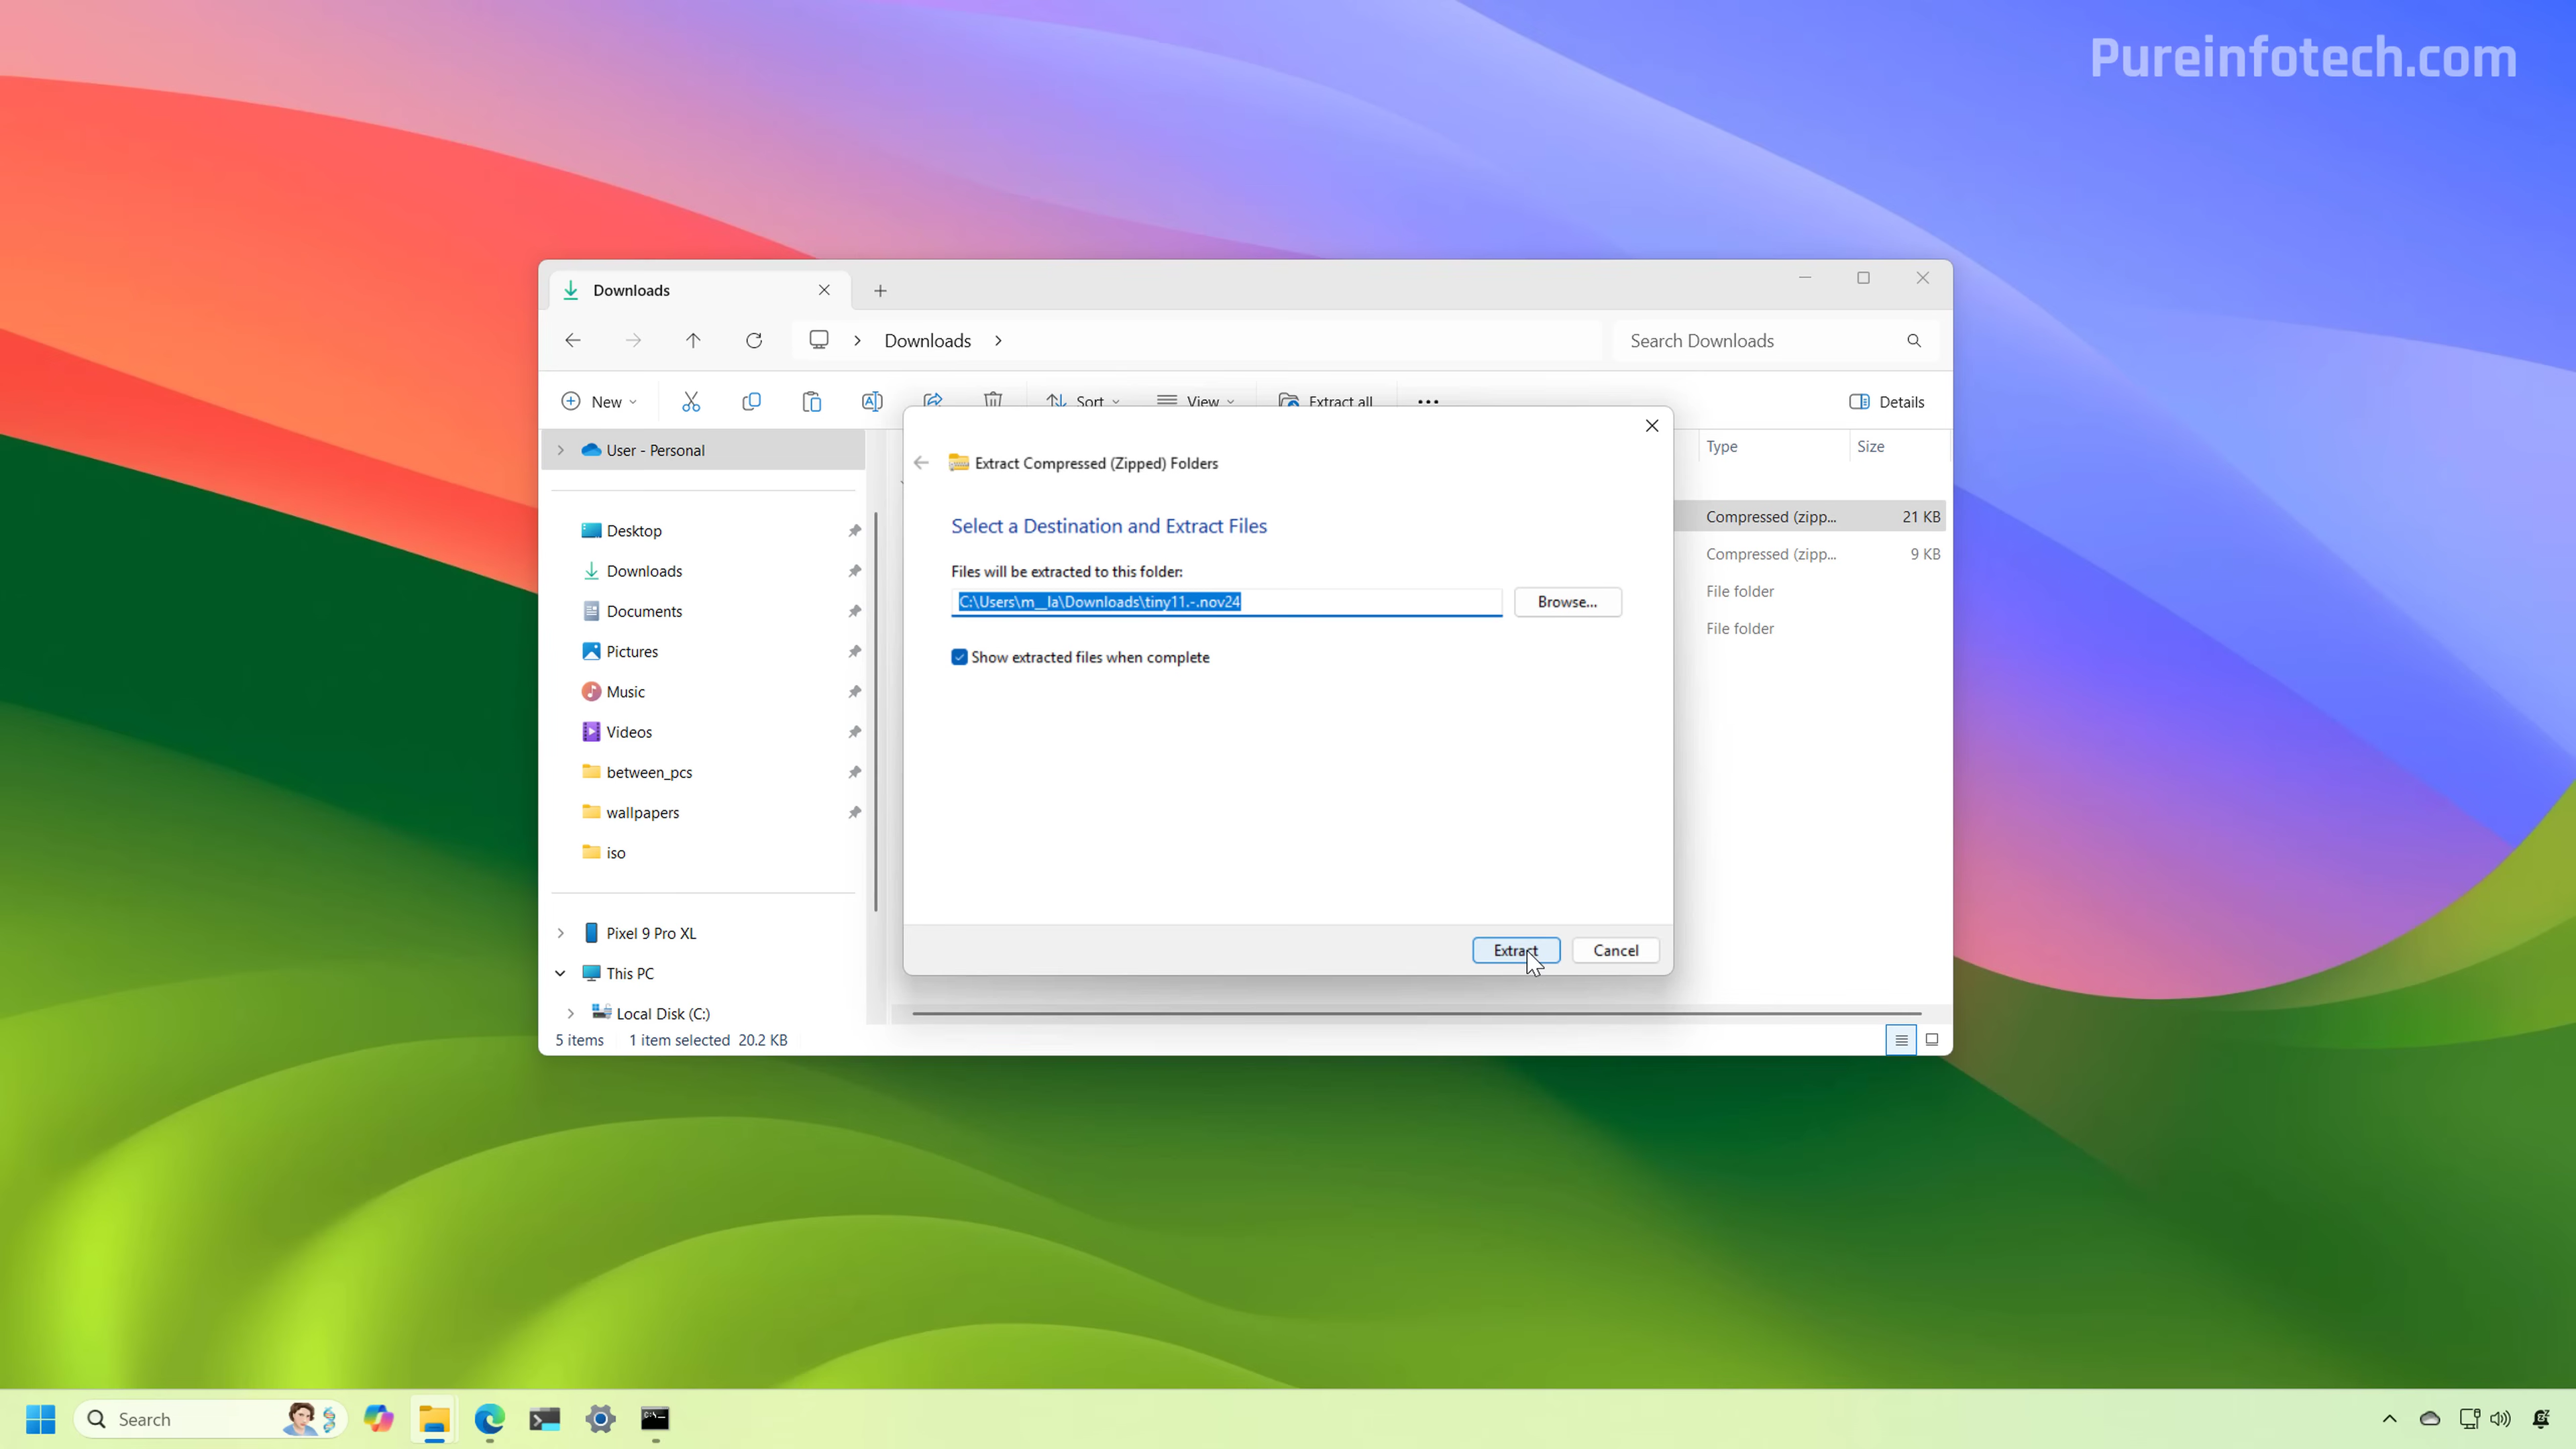 Pureinfotech.com
Downloads
Downloads
Search Downloads
New
Sort
View
Extract all
Details
User - Personal
Desktop
Downloads
Documents
Pictures
Music
Videos
between_pcs
wallpapers
iso
Pixel 9 Pro XL
This PC
Local Disk (C:)
Extract Compressed (Zipped) Folders
Select a Destination and Extract Files
Files will be extracted to this folder:
C:\Users\m__la\Downloads\tiny11.-.nov24
Browse...
Show extracted files when complete
Extract
Cancel
Type Size
Compressed (zipp... 21 KB
Compressed (zipp... 9 KB
File folder
File folder
5 items 1 item selected 20.2 KB
Search